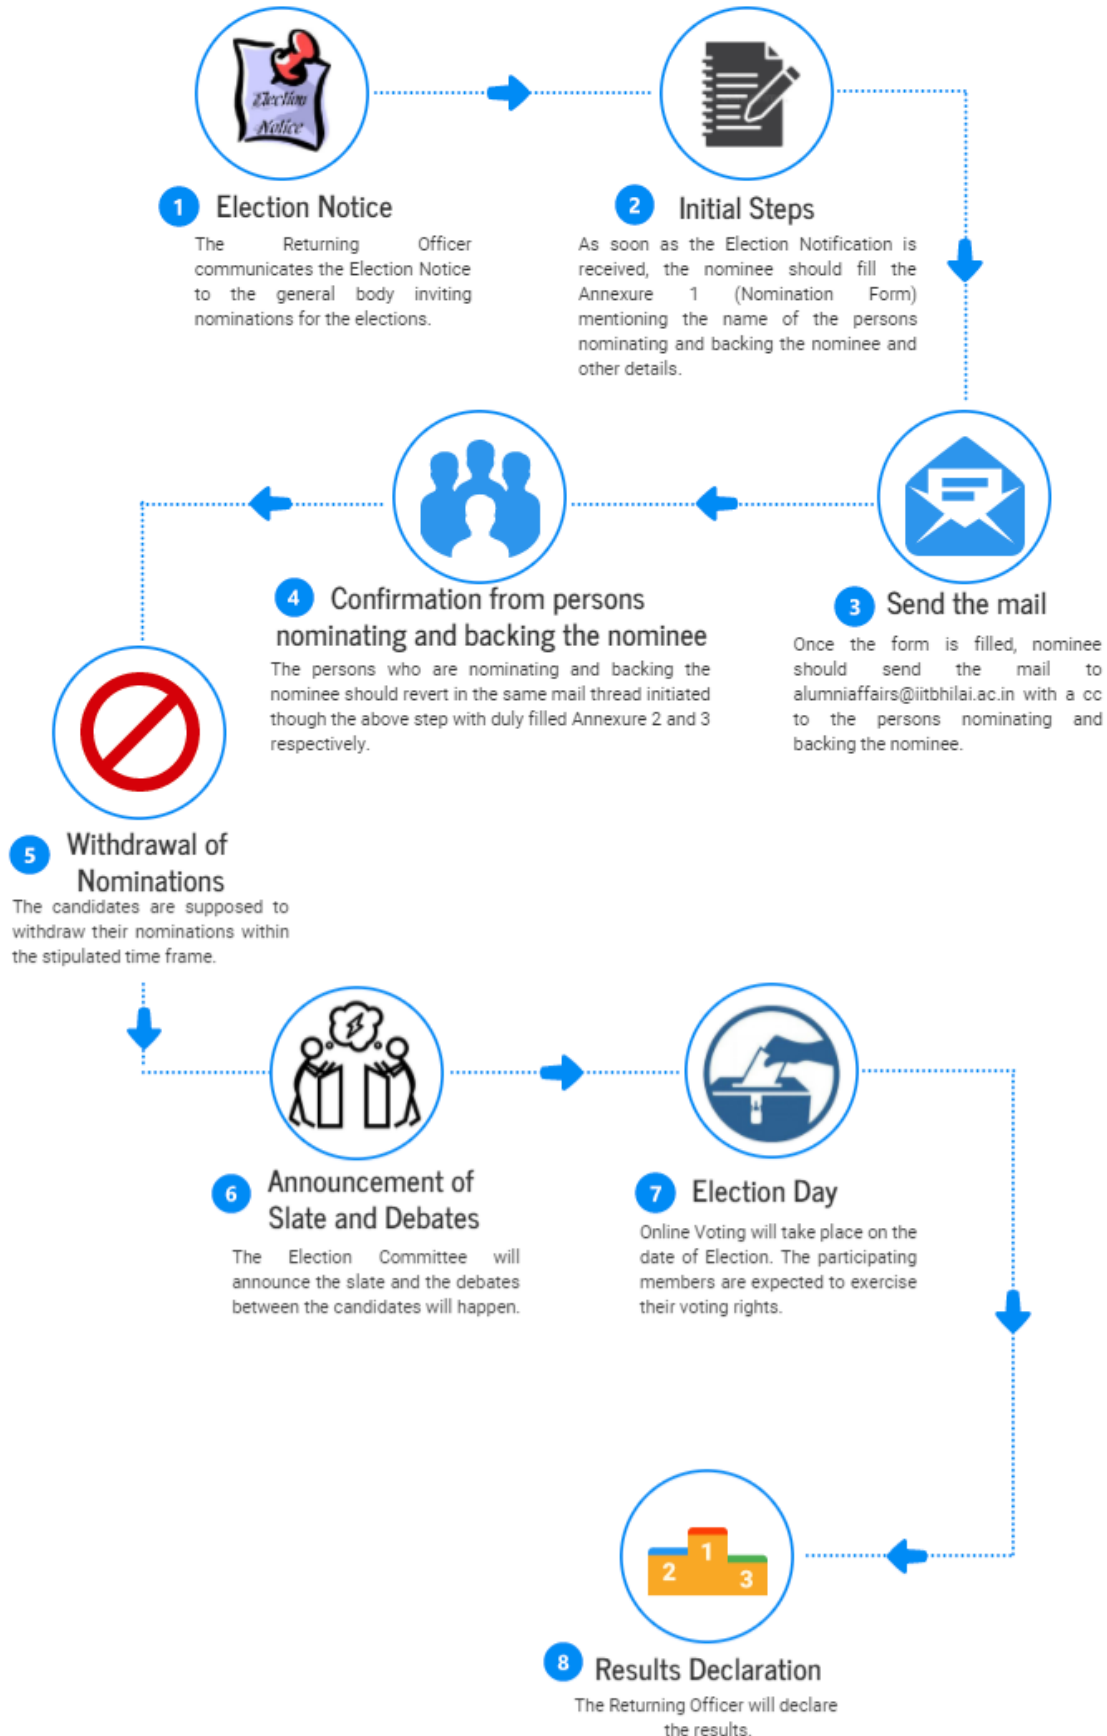 Election
Notice
1 Election Notice
The Returning Officer
communicates the Election Notice
to the general body inviting
nominations for the elections.
2 Initial Steps
As soon as the Election Notification is
received, the nominee should fill the
Annexure 1 (Nomination Form)
mentioning the name of the persons
nominating and backing the nominee and
other details.
3 Send the mail
Once the form is filled, nominee
should send the mail to
alumniaffairs@iitbhilai.ac.in with a cc
to the persons nominating and
backing the nominee.
4 Confirmation from persons
nominating and backing the nominee
The persons who are nominating and backing the
nominee should revert in the same mail thread initiated
though the above step with duly filled Annexure 2 and 3
respectively.
5 Withdrawal of
Nominations
The candidates are supposed to
withdraw their nominations within
the stipulated time frame.
6 Announcement of
Slate and Debates
The Election Committee will
announce the slate and the debates
between the candidates will happen.
7 Election Day
Online Voting will take place on the
date of Election. The participating
members are expected to exercise
their voting rights.
1
2
3
8 Results Declaration
The Returning Officer will declare
the results.